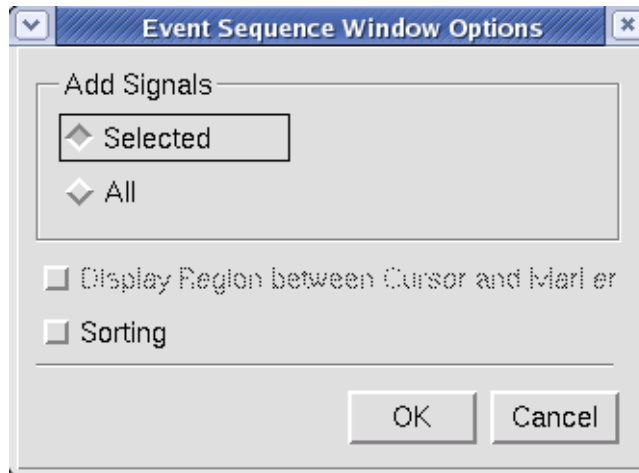 Event Sequence Window Options
Add Signals
Selected
All
Display Region between Cursor and Marker
Sorting
OK
Cancel